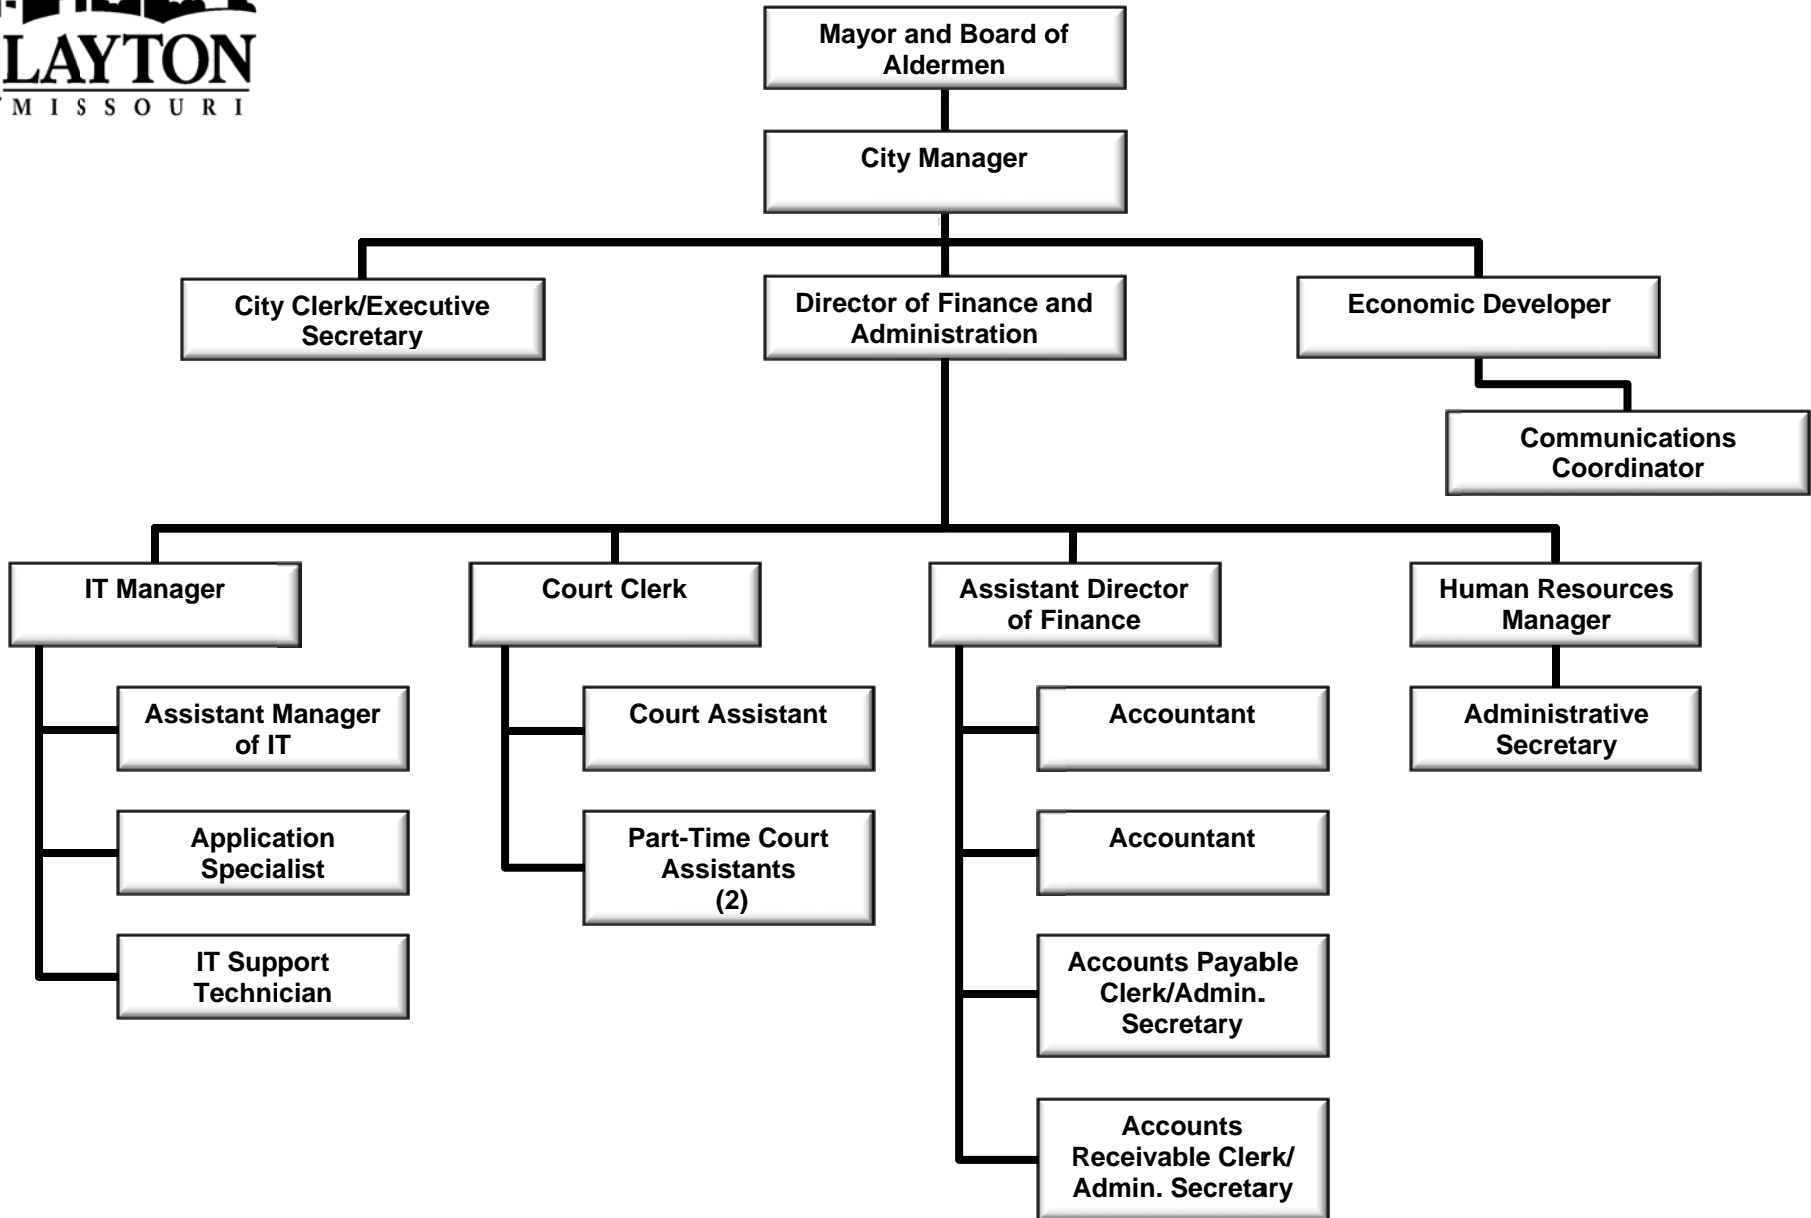 LAYTON
MISSOURI
Mayor and Board of
Aldermen
City Manager
City Clerk/Executive
Secretary
Director of Finance and
Administration
Economic Developer
Communications
Coordinator
IT Manager
Court Clerk
Assistant Director
of Finance
Human Resources
Manager
Assistant Manager
of IT
Application
Specialist
IT Support
Technician
Court Assistant
Part-Time Court
Assistants
(2)
Accountant
Accountant
Accounts Payable
Clerk/Admin.
Secretary
Accounts
Receivable Clerk/
Admin. Secretary
Administrative
Secretary